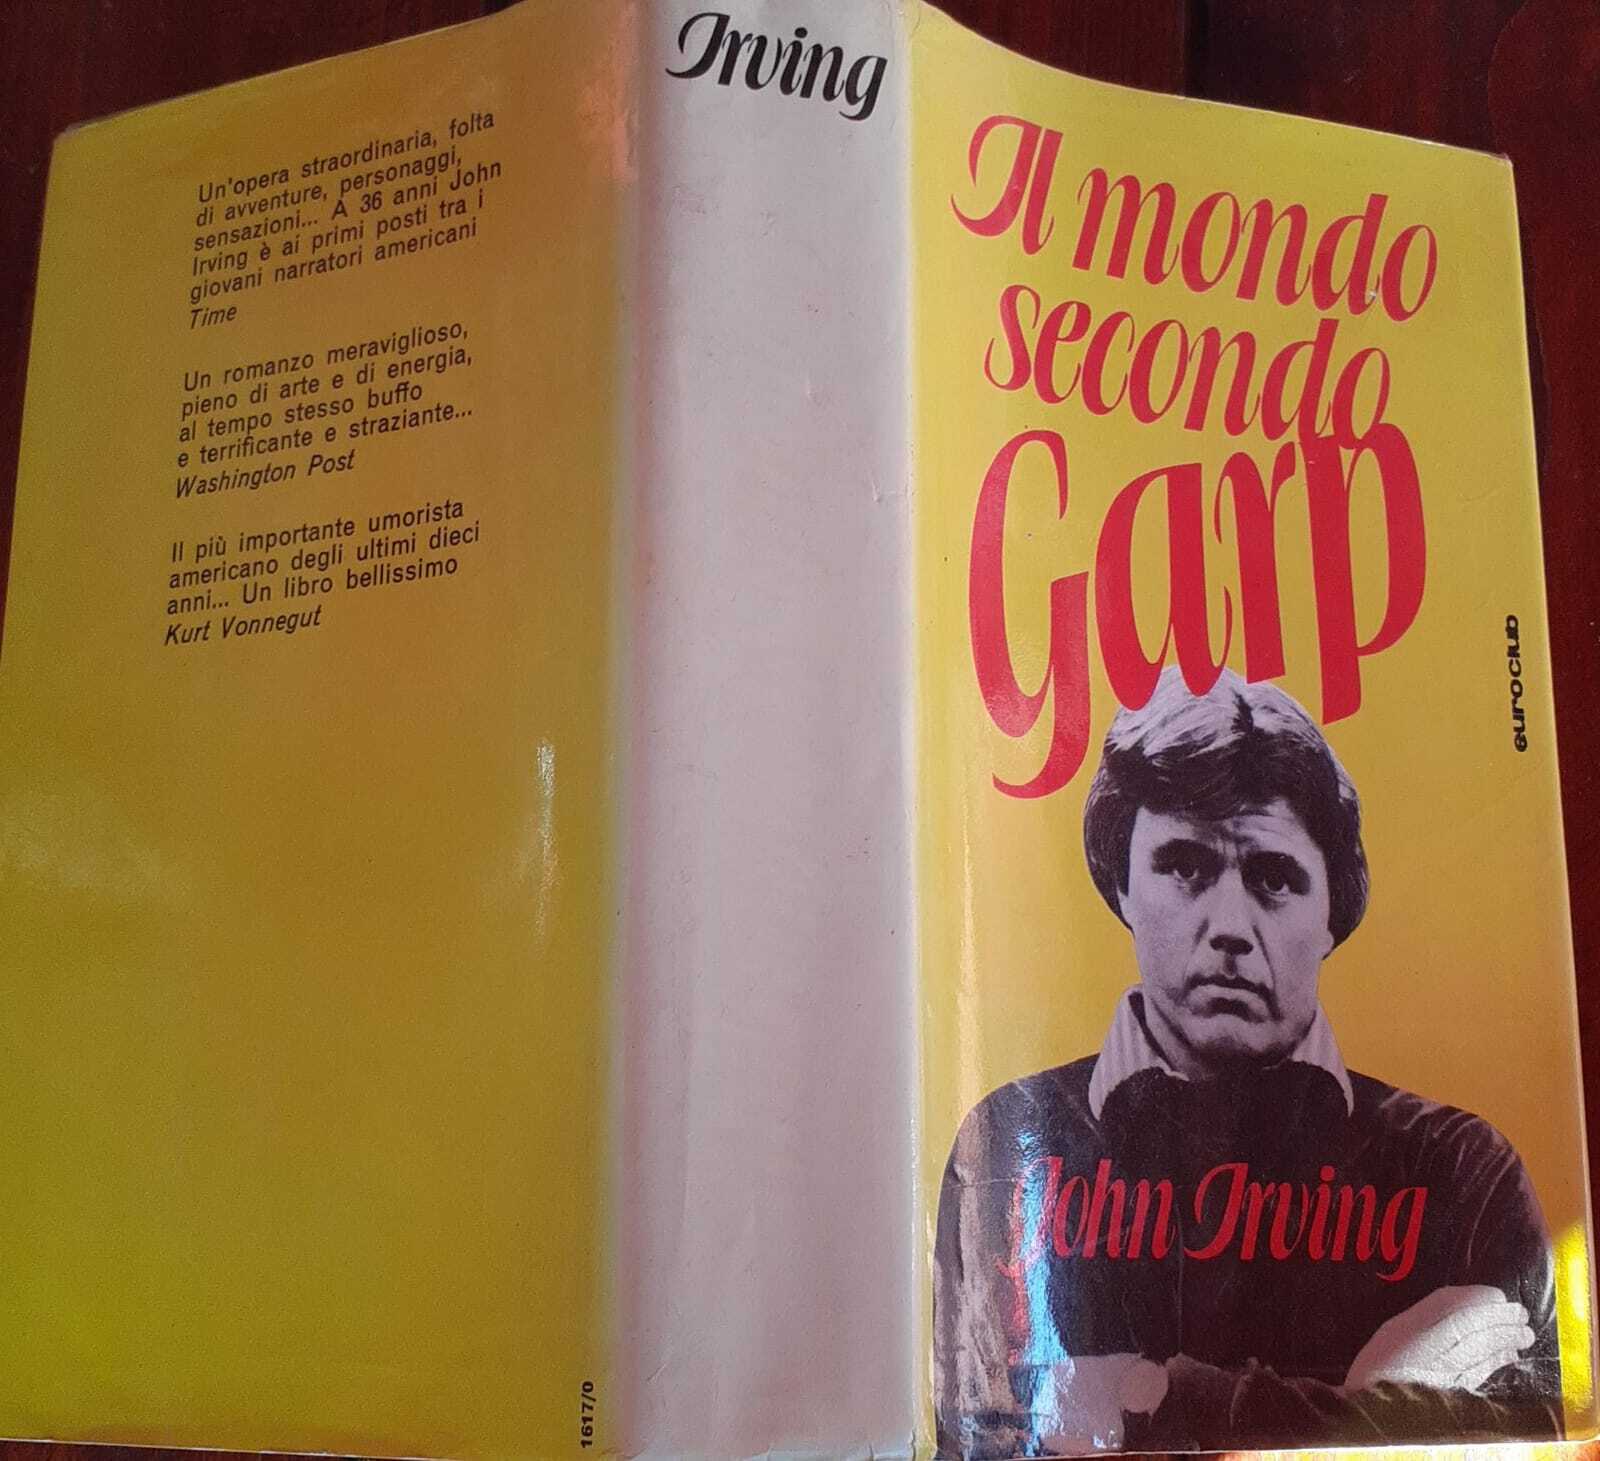 Un'opera straordinaria, folta
di avventure, personaggi,
sensazioni... A 36 anni John
Irving è ai primi posti tra i
giovani narratori americani
Time
Un romanzo meraviglioso,
pieno di arte e di energia,
al tempo stesso buffo
e terrificante e straziante...
Washington Post
Il più importante umorista
americano degli ultimi dieci
anni... Un libro bellissimo
Kurt Vonnegut
1617/0
Irving
Il mondo
secondo
Garp
euroclub
John Irving